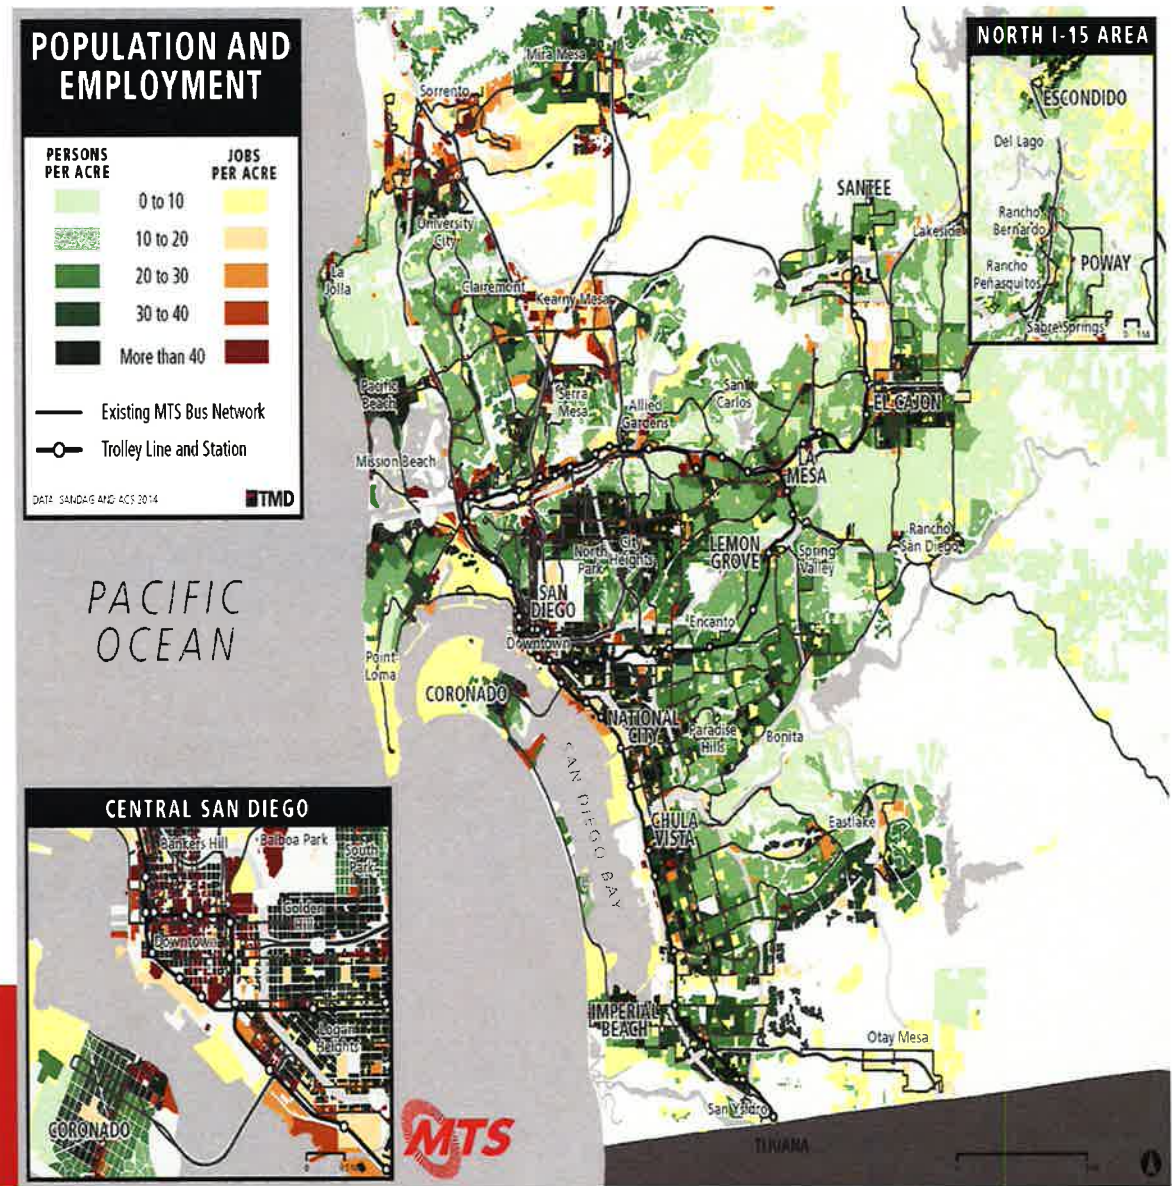 POPULATION AND
EMPLOYMENT
PERSONS
PER ACRE
JOBS
PER ACRE
0 to 10
10 to 20
20 to 30
30 to 40
More than 40
Existing MTS Bus Network
Trolley Line and Station
DATA: SANDAG AND ACS 2014
TMD
NORTH I-15 AREA
ESCONDIDO
Del Lago
Rancho
Bernardo
POWAY
Rancho
Peñasquitos
Sabre Springs
Mira Mesa
Sorrento
SANTEE
Lakeside
University
City
La
Jolla
Clairemont
Kearny Mesa
Pacific
Beach
Serra
Mesa
Allied
Gardens
San
Carlos
EL CAJON
Mission Beach
LA
MESA
North
Park
City
Heights
LEMON
GROVE
Spring
Valley
Rancho
San Diego
PACIFIC
OCEAN
SAN
DIEGO
Downtown
Encanto
Point
Loma
CORONADO
NATIONAL
CITY
Paradise
Hills
Bonita
SAN DIEGO BAY
CHULA
VISTA
Eastlake
IMPERIAL
BEACH
Otay Mesa
San Ysidro
TIJUANA
CENTRAL SAN DIEGO
Bankers Hill
Balboa Park
South
Park
Golden
Hill
Downtown
Logan
Heights
CORONADO
MTS